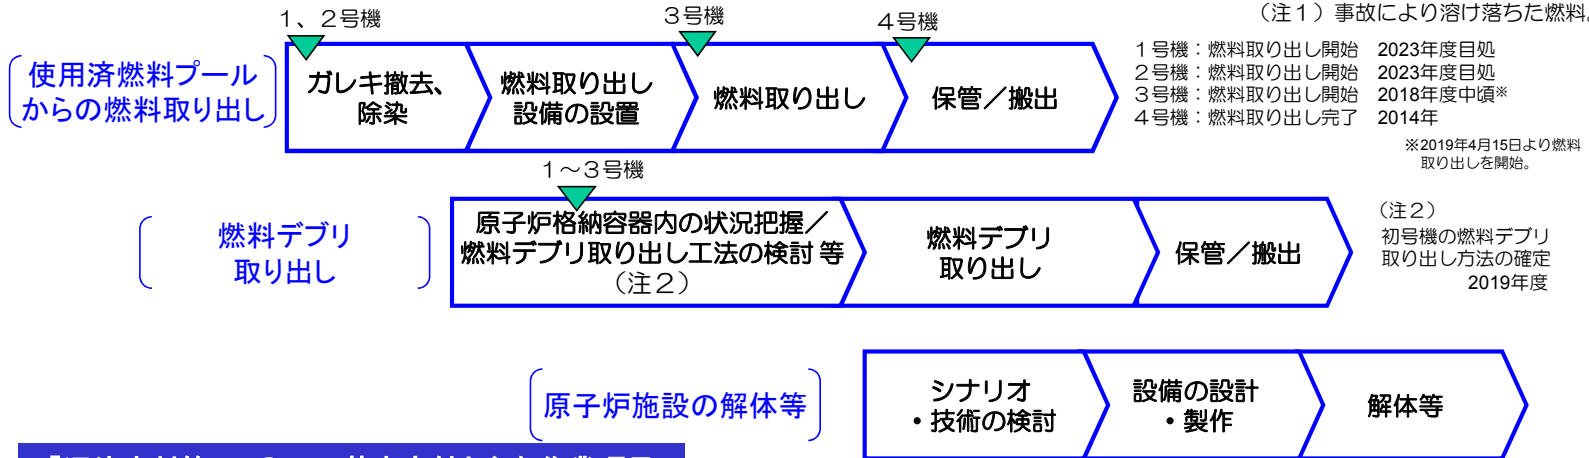 （注１）事故により溶け落ちた燃料。
１、２号機
３号機
４号機
使用済燃料プール
からの燃料取り出し
ガレキ撤去、
除染
燃料取り出し
設備の設置
燃料取り出し
保管／搬出
１号機：燃料取り出し開始　2023年度目処
２号機：燃料取り出し開始　2023年度目処
３号機：燃料取り出し開始　2018年度中頃※
４号機：燃料取り出し完了　2014年
※2019年4月15日より燃料
取り出しを開始。
１～３号機
燃料デブリ
取り出し
原子炉格納容器内の状況把握／
燃料デブリ取り出し工法の検討 等
（注２）
燃料デブリ
取り出し
保管／搬出
（注２）
初号機の燃料デブリ
取り出し方法の確定
2019年度
原子炉施設の解体等
シナリオ
・技術の検討
設備の設計
・製作
解体等